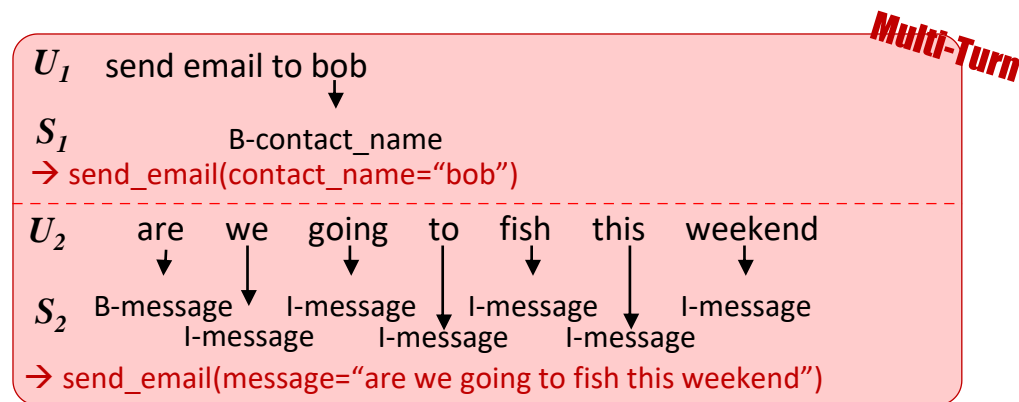 Multi-Turn
U1 send email to bob
S1 B-contact_name
→ send_email(contact_name=“bob”)
U2 are we going to fish this weekend
S2 B-message I-message I-message I-message
I-message I-message I-message
→ send_email(message=“are we going to fish this weekend”)